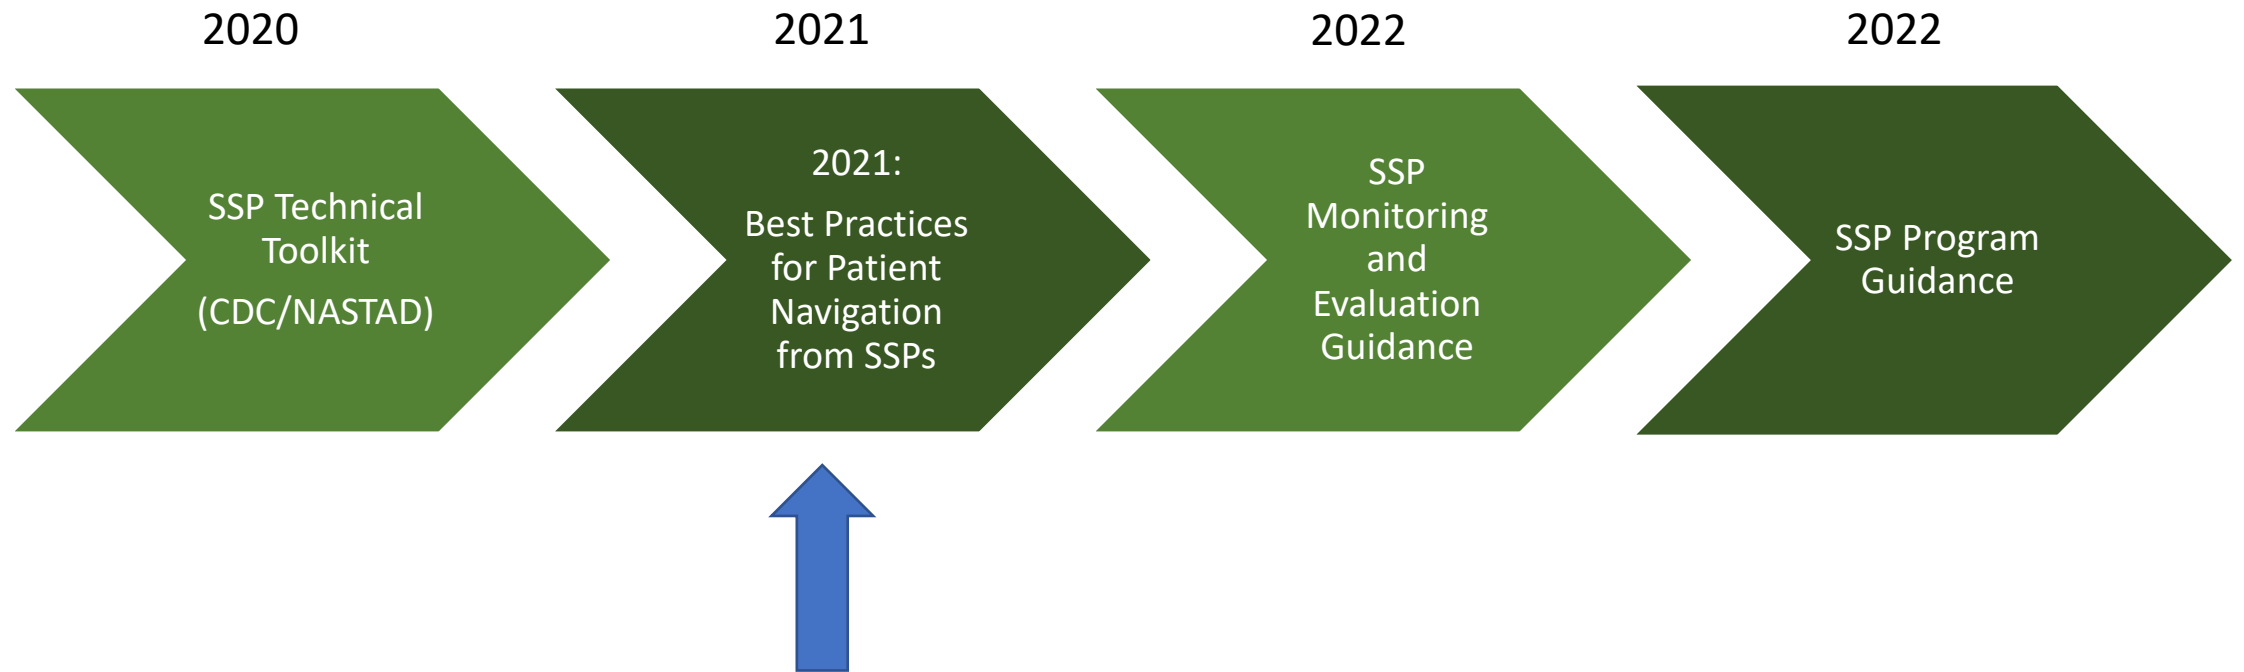 2020
2021
2022
2022
SSP Technical
Toolkit
(CDC/NASTAD)
2021:
Best Practices
for Patient
Navigation
from SSPs
SSP
Monitoring
and
Evaluation
Guidance
SSP Program
Guidance